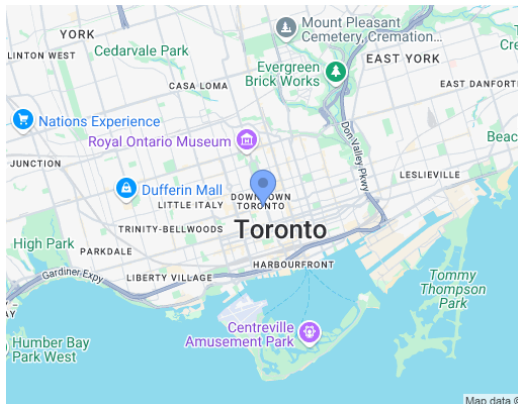 YORK
Mount Pleasant
Cemetery, Cremation...
Cedarvale Park
LINTON WEST
Evergreen
Brick Works
EAST YORK
Cre
CASA LOMA
EAST DANFORT
Nations Experience
Don Valley Pkwy
Royal Ontario Museum
Beac
JUNCTION
LESLIEVILLE
Dufferin Mall
DOWNTOWN
TORONTO
LITTLE ITALY
TRINITY-BELLWOODS
Toronto
High Park
PARKDALE
HARBOURFRONT
Gardiner Expy
LIBERTY VILLAGE
Tommy
Thompson
Park
Centreville
Amusement Park
Humber Bay
Park West
Map data ©